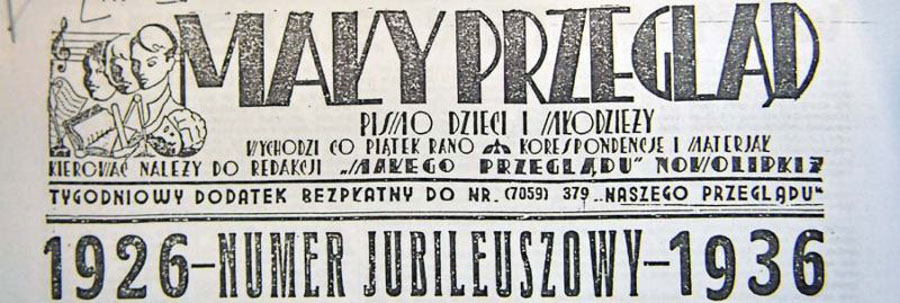 MAŁY PRZEGLĄD
PISMO DZIECI I MŁODZIEŻY
WYCHODZI CO PIĄTEK RANO KORESPONDENCJE I MATERJAŁ
KIEROWAĆ NALEŻY DO REDAKCJI „MAŁEGO PRZEGLĄDU" NOWOLIPKI 7
TYGODNIOWY DODATEK BEZPŁATNY DO NR. (7059) 379 „NASZEGO PRZEGLĄDU"
1926–NUMER JUBILEUSZOWY–1936